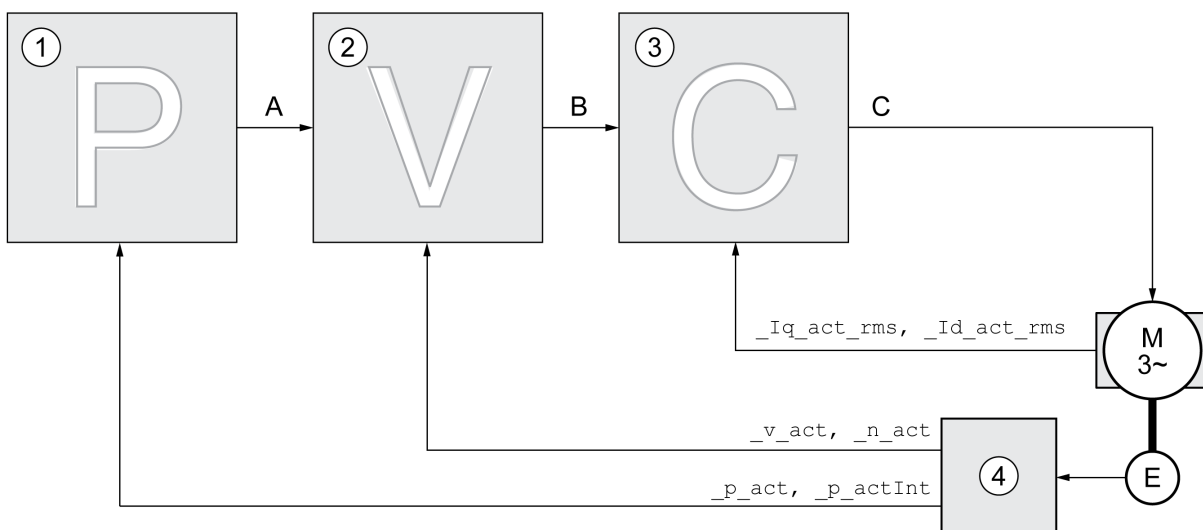 1
2
3
P
A
V
B
C
C
_Iq_act_rms, _Id_act_rms
M
3~
_v_act, _n_act
_p_act, _p_actInt
4
E